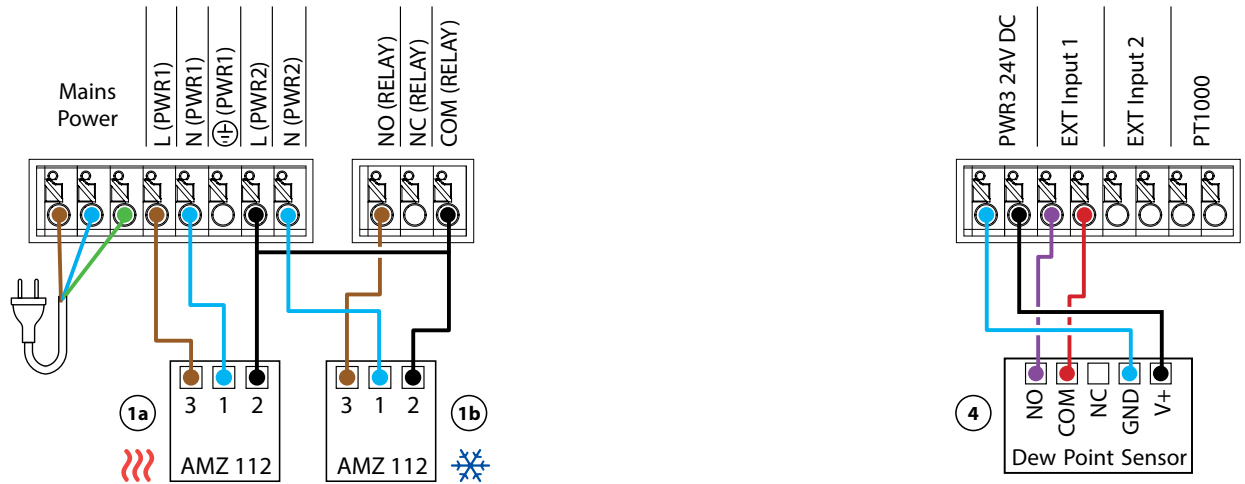 Mains
Power
L (PWR1)
N (PWR1)
(PWR1)
L (PWR2)
N (PWR2)
NO (RELAY)
NC (RELAY)
COM (RELAY)
PWR3 24V DC
EXT Input 1
EXT Input 2
PT1000
1a
3 1 2
AMZ 112
3 1 2
AMZ 112
1b
4
NO
COM
NC
GND
V+
Dew Point Sensor